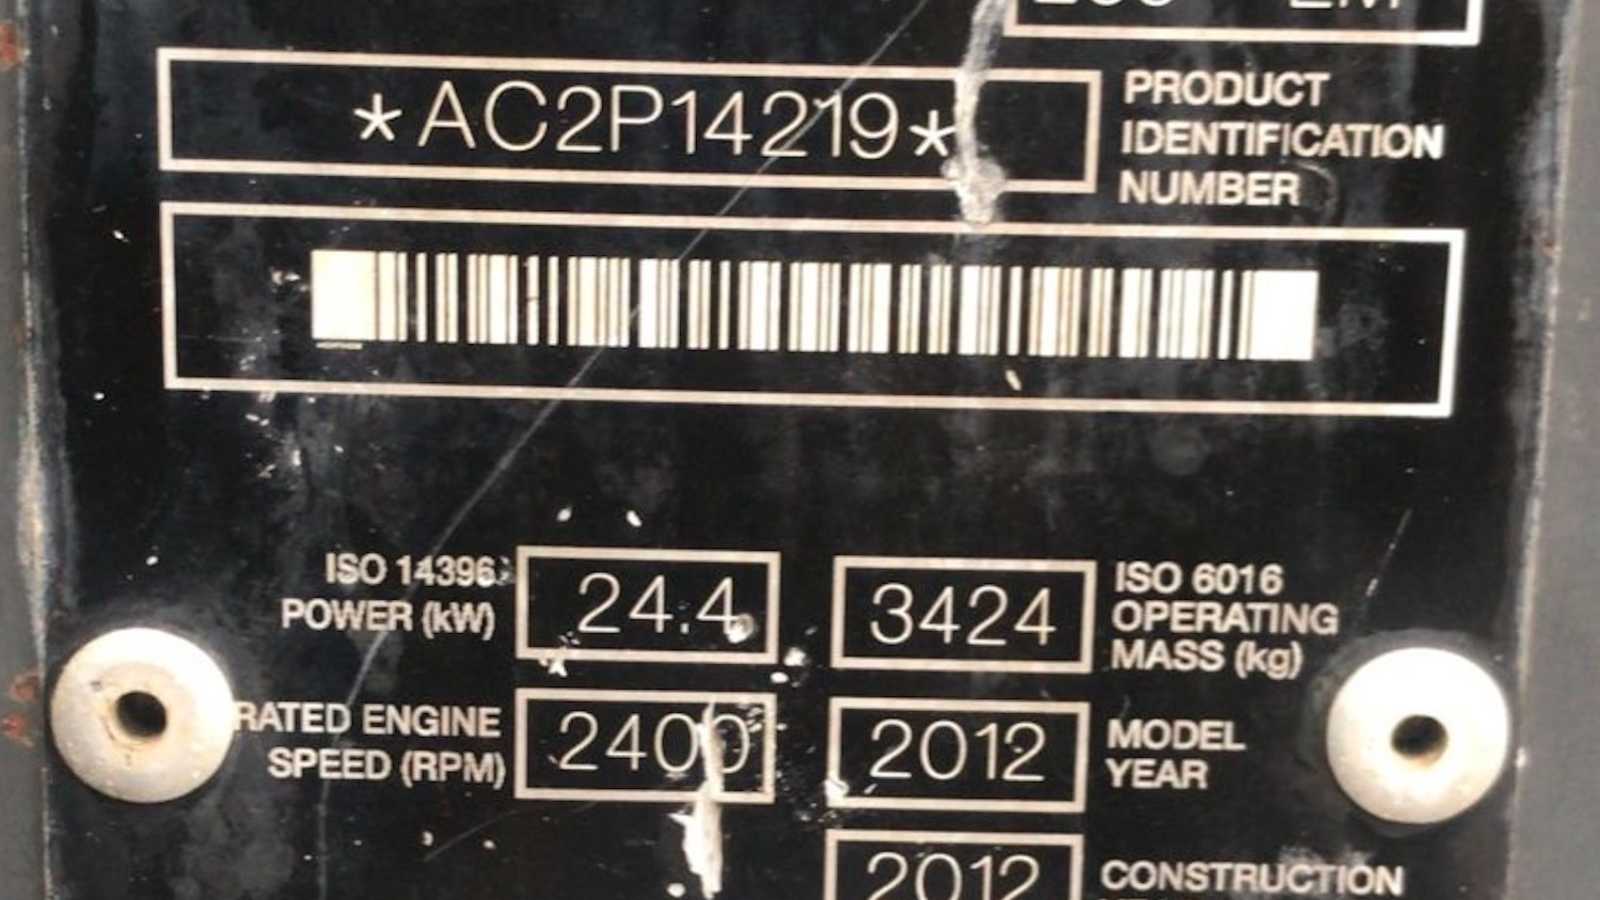 *AC2P14219*
PRODUCT
IDENTIFICATION
NUMBER
ISO 14396
POWER (kW)
24.4
3424
ISO 6016
OPERATING
MASS (kg)
RATED ENGINE
SPEED (RPM)
2400
2012
MODEL
YEAR
2012
CONSTRUCTION